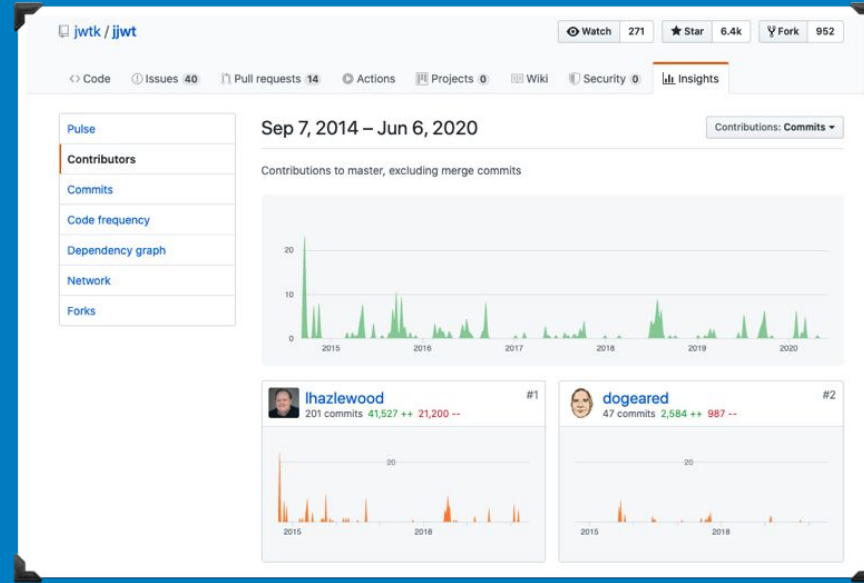 jwtk / jjwt
Watch 271 Star 6.4k Fork 952
Code Issues 40 Pull requests 14 Actions Projects 0 Wiki Security 0 Insights
Pulse
Contributors
Commits
Code frequency
Dependency graph
Network
Forks
Sep 7, 2014 – Jun 6, 2020
Contributions: Commits
Contributions to master, excluding merge commits
20
10
0
2015 2016 2017 2018 2019 2020
lhazlewood #1
201 commits 41,527 ++ 21,200 --
20
2015 2018
dogeared #2
47 commits 2,584 ++ 987 --
20
2015 2018